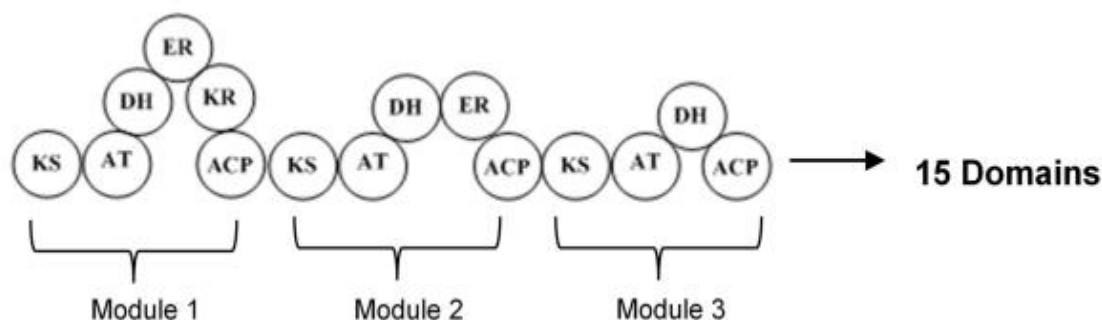 ER
DH KR DH ER DH
KS AT ACP KS AT ACP KS AT ACP 15 Domains
Module 1 Module 2 Module 3